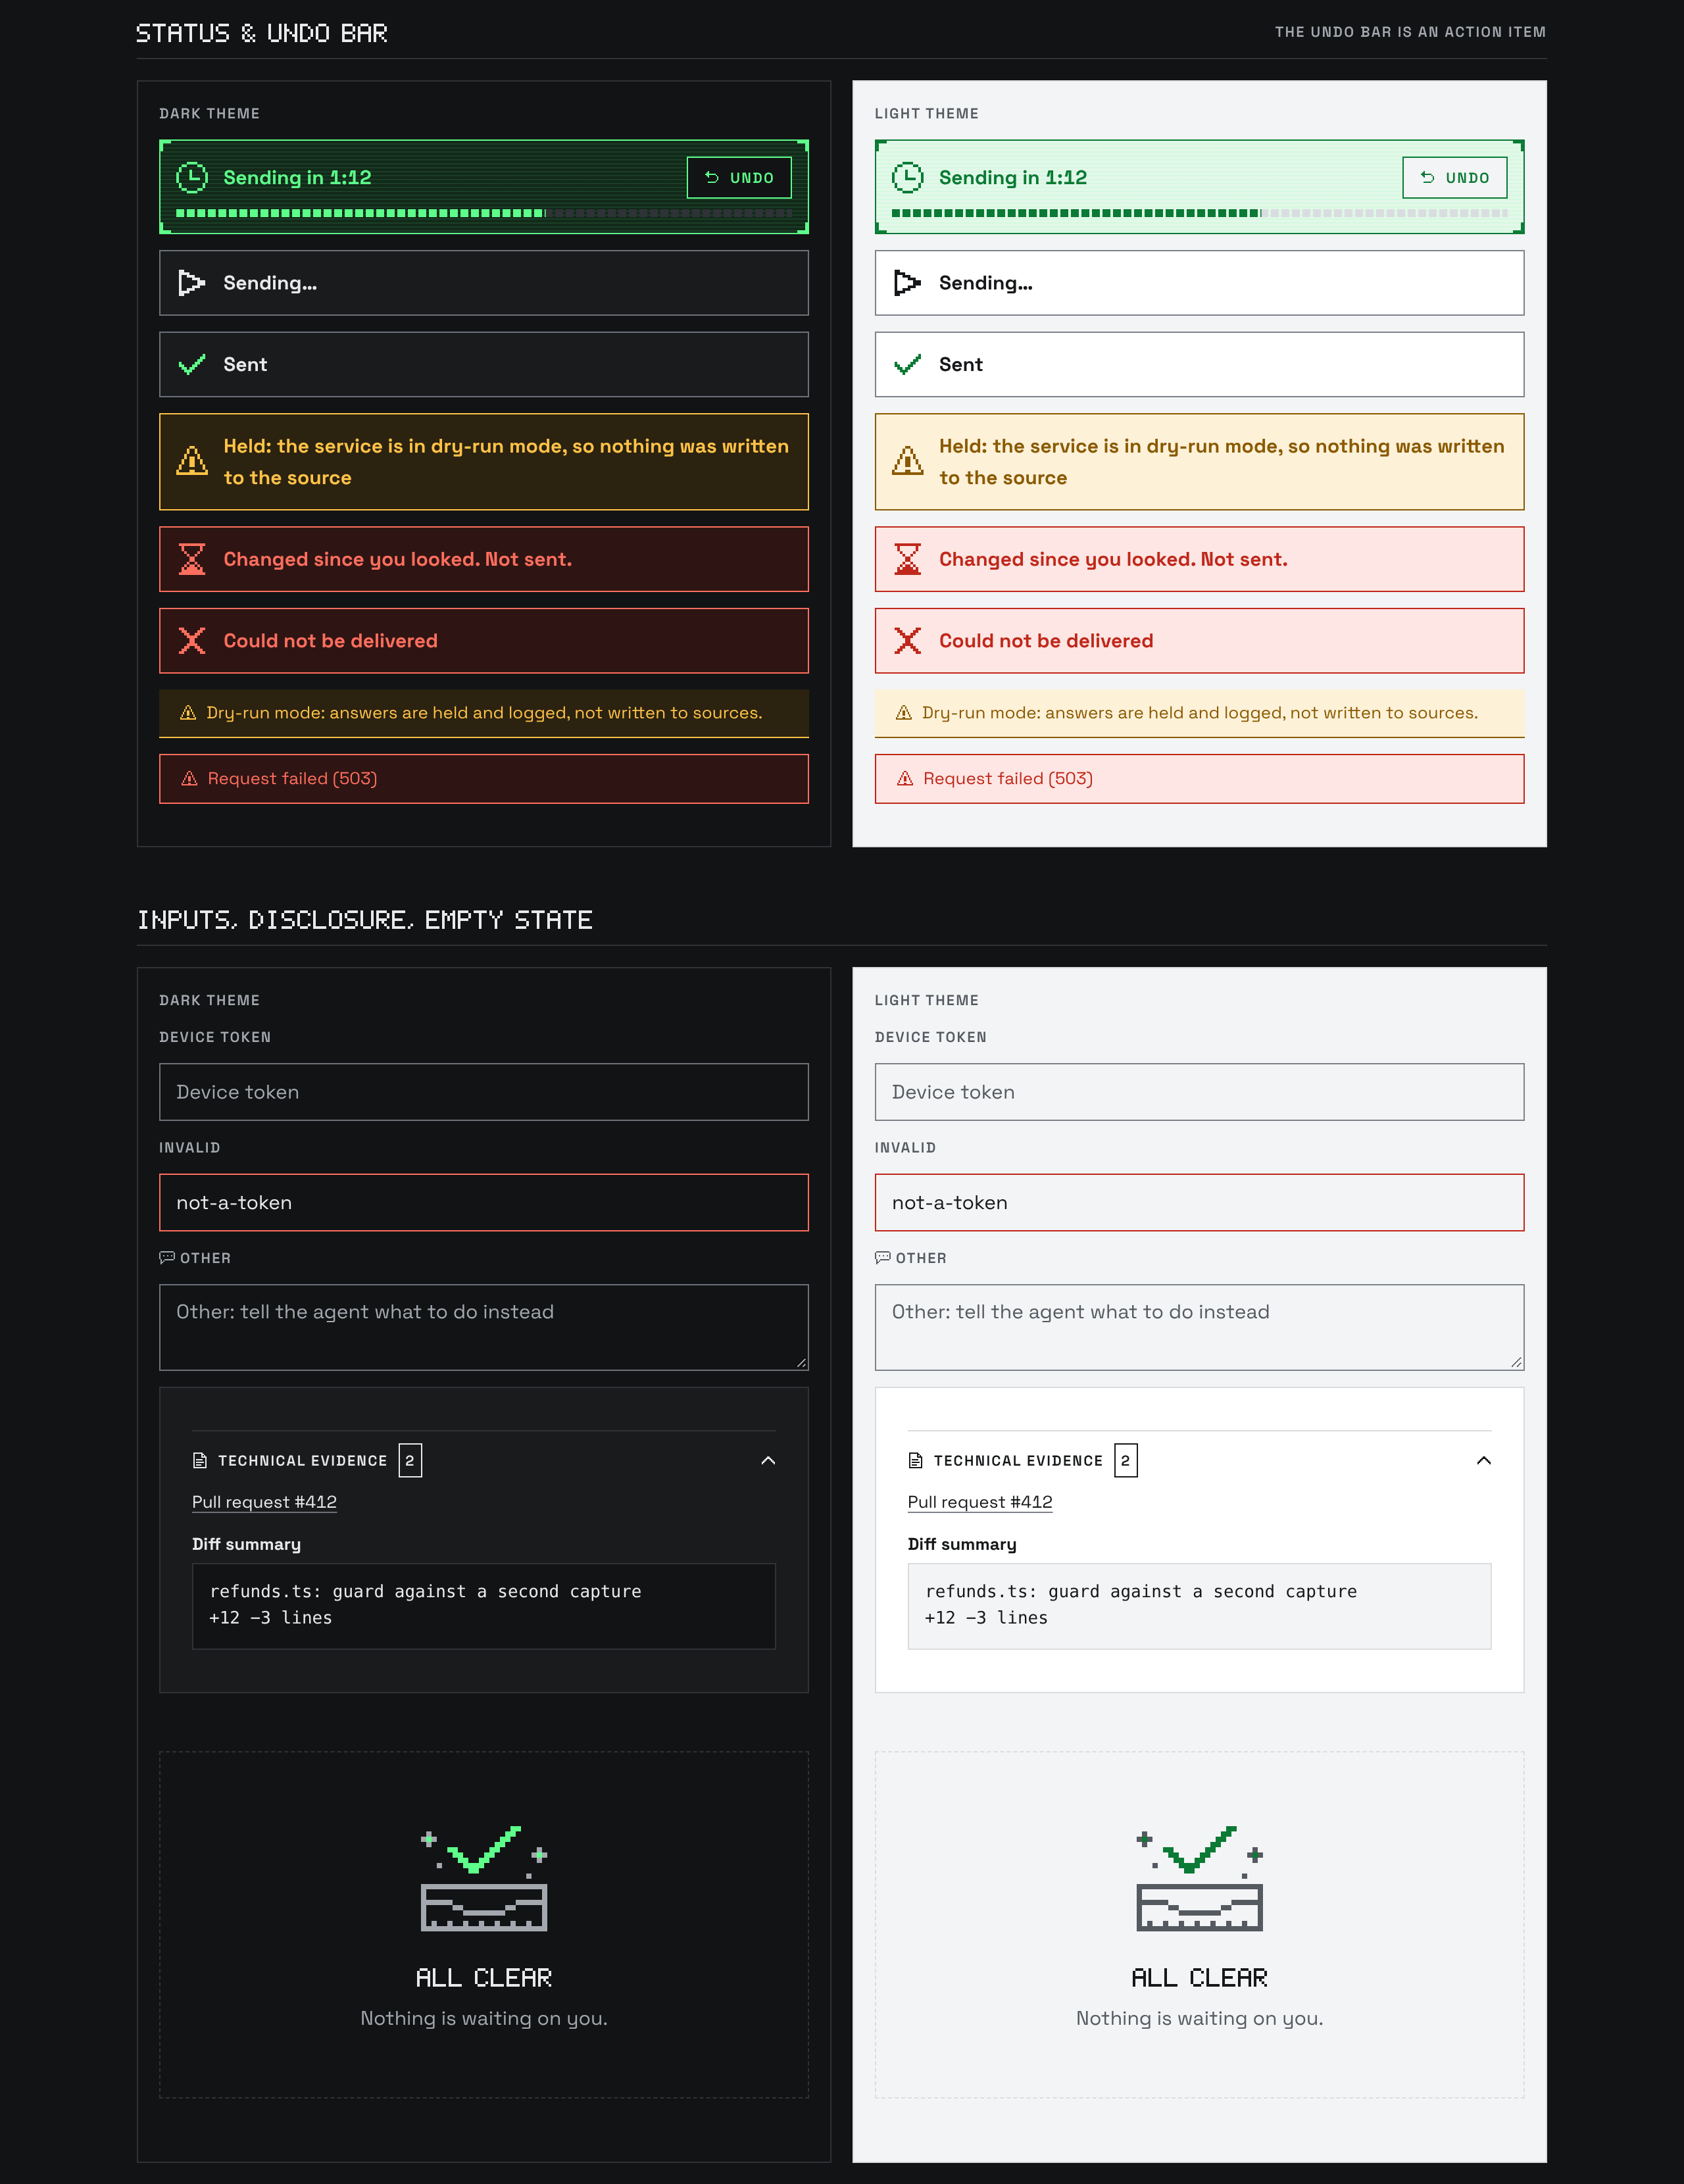 STATUS & UNDO BAR
THE UNDO BAR IS AN ACTION ITEM
DARK THEME
Sending in 1:12
UNDO
Sending…
Sent
Held: the service is in dry-run mode, so nothing was written
to the source
Changed since you looked. Not sent.
Could not be delivered
Dry-run mode: answers are held and logged, not written to sources.
Request failed (503)
LIGHT THEME
Sending in 1:12
UNDO
Sending…
Sent
Held: the service is in dry-run mode, so nothing was written
to the source
Changed since you looked. Not sent.
Could not be delivered
Dry-run mode: answers are held and logged, not written to sources.
Request failed (503)
INPUTS, DISCLOSURE, EMPTY STATE
DARK THEME
DEVICE TOKEN
Device token
INVALID
not-a-token
OTHER
Other: tell the agent what to do instead
TECHNICAL EVIDENCE 2
Pull request #412
Diff summary
refunds.ts: guard against a second capture
+12 −3 lines
ALL CLEAR
Nothing is waiting on you.
LIGHT THEME
DEVICE TOKEN
Device token
INVALID
not-a-token
OTHER
Other: tell the agent what to do instead
TECHNICAL EVIDENCE 2
Pull request #412
Diff summary
refunds.ts: guard against a second capture
+12 −3 lines
ALL CLEAR
Nothing is waiting on you.